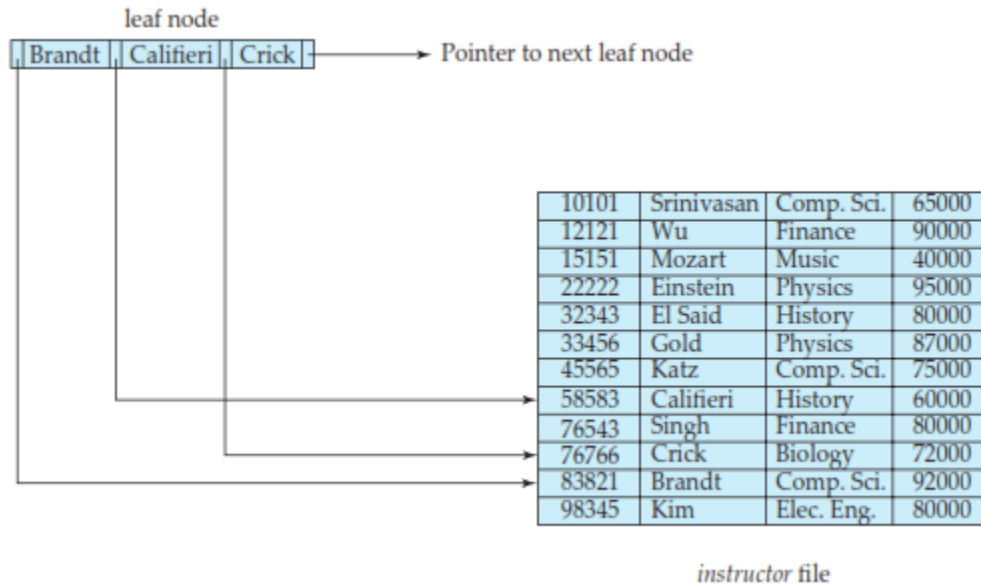 leaf node
Brandt Califieri Crick
Pointer to next leaf node
10101 Srinivasan Comp. Sci. 65000
12121 Wu Finance 90000
15151 Mozart Music 40000
22222 Einstein Physics 95000
32343 El Said History 80000
33456 Gold Physics 87000
45565 Katz Comp. Sci. 75000
58583 Califieri History 60000
76543 Singh Finance 80000
76766 Crick Biology 72000
83821 Brandt Comp. Sci. 92000
98345 Kim Elec. Eng. 80000
instructor file